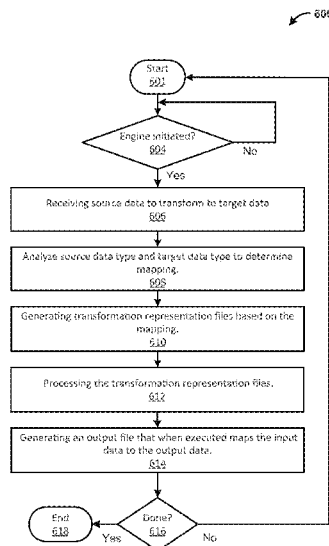 600
Start
601
Engine initiated?
604
No
Yes
Receiving source data to transform to target data
606
Analyze source data type and target data type to determine
mapping.
608
Generating transformation representation files based on the
mapping.
610
Processing the transformation representation files.
612
Generating an output file that when executed maps the input
data to the output data.
614
End
618
Yes
Done?
616
No